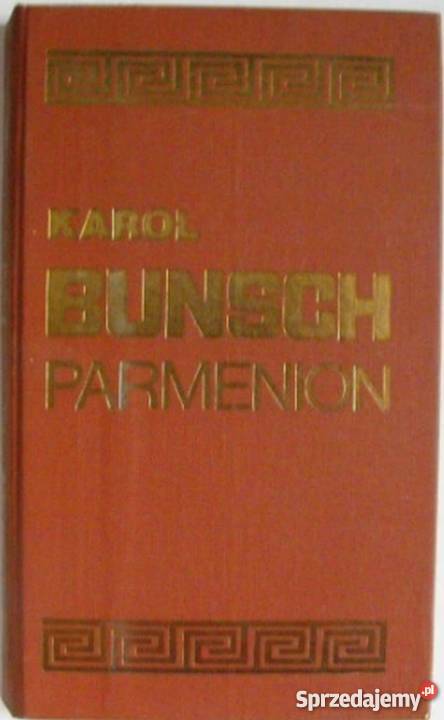 KAROL
BUNSCH
PARMENION
Sprzedajemy.pl